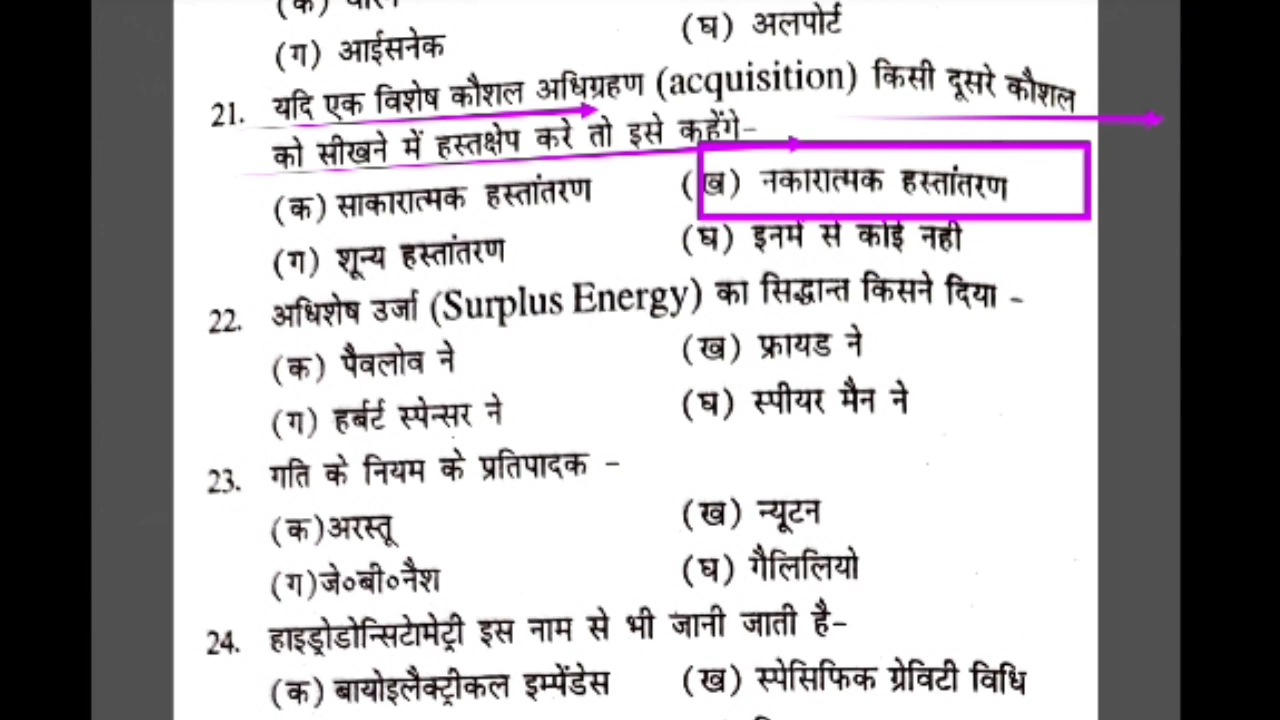 (घ) अलपोर्ट
(ग) आईसनेक
21. यदि एक विशेष कौशल अधिग्रहण (acquisition) किसी दूसरे कौशल
को सीखने में हस्तक्षेप करे तो इसे कहेंगे-
(क) साकारात्मक हस्तांतरण (ख) नकारात्मक हस्तांतरण
(ग) शून्य हस्तांतरण (घ) इनमें से कोई नही
22. अधिशेष उर्जा (Surplus Energy) का सिद्धान्त किसने दिया -
(क) पैवलोव ने (ख) फ्रायड ने
(ग) हर्बर्ट स्पेन्सर ने (घ) स्पीयर मैन ने
23. गति के नियम के प्रतिपादक -
(क)अरस्तू (ख) न्यूटन
(ग)जे०बी०नैश (घ) गैलिलियो
24. हाइड्रोडोन्सिटोमेट्री इस नाम से भी जानी जाती है-
(क) बायोइलैक्ट्रीकल इम्पेंडेस (ख) स्पेसिफिक ग्रेविटी विधि